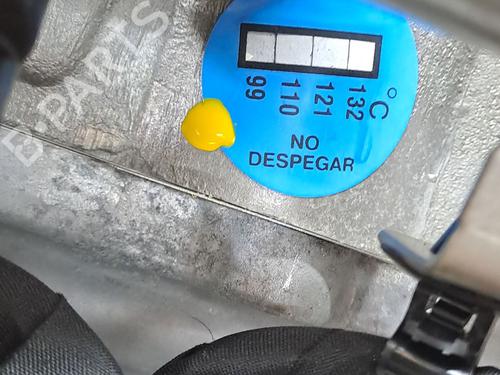 °C
132
121
110
99
NO
DESPEGAR
B-PARTS